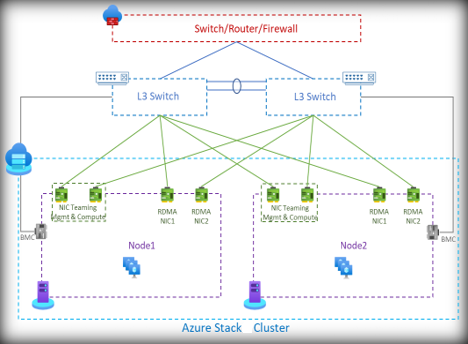 Switch/Router/Firewall
L3 Switch
L3 Switch
NIC Teaming
Mgmt & Compute
RDMA
NIC1
RDMA
NIC2
NIC Teaming
Mgmt & Compute
RDMA
NIC1
RDMA
NIC2
BMC
Node1
Node2
BMC
Azure Stack Cluster